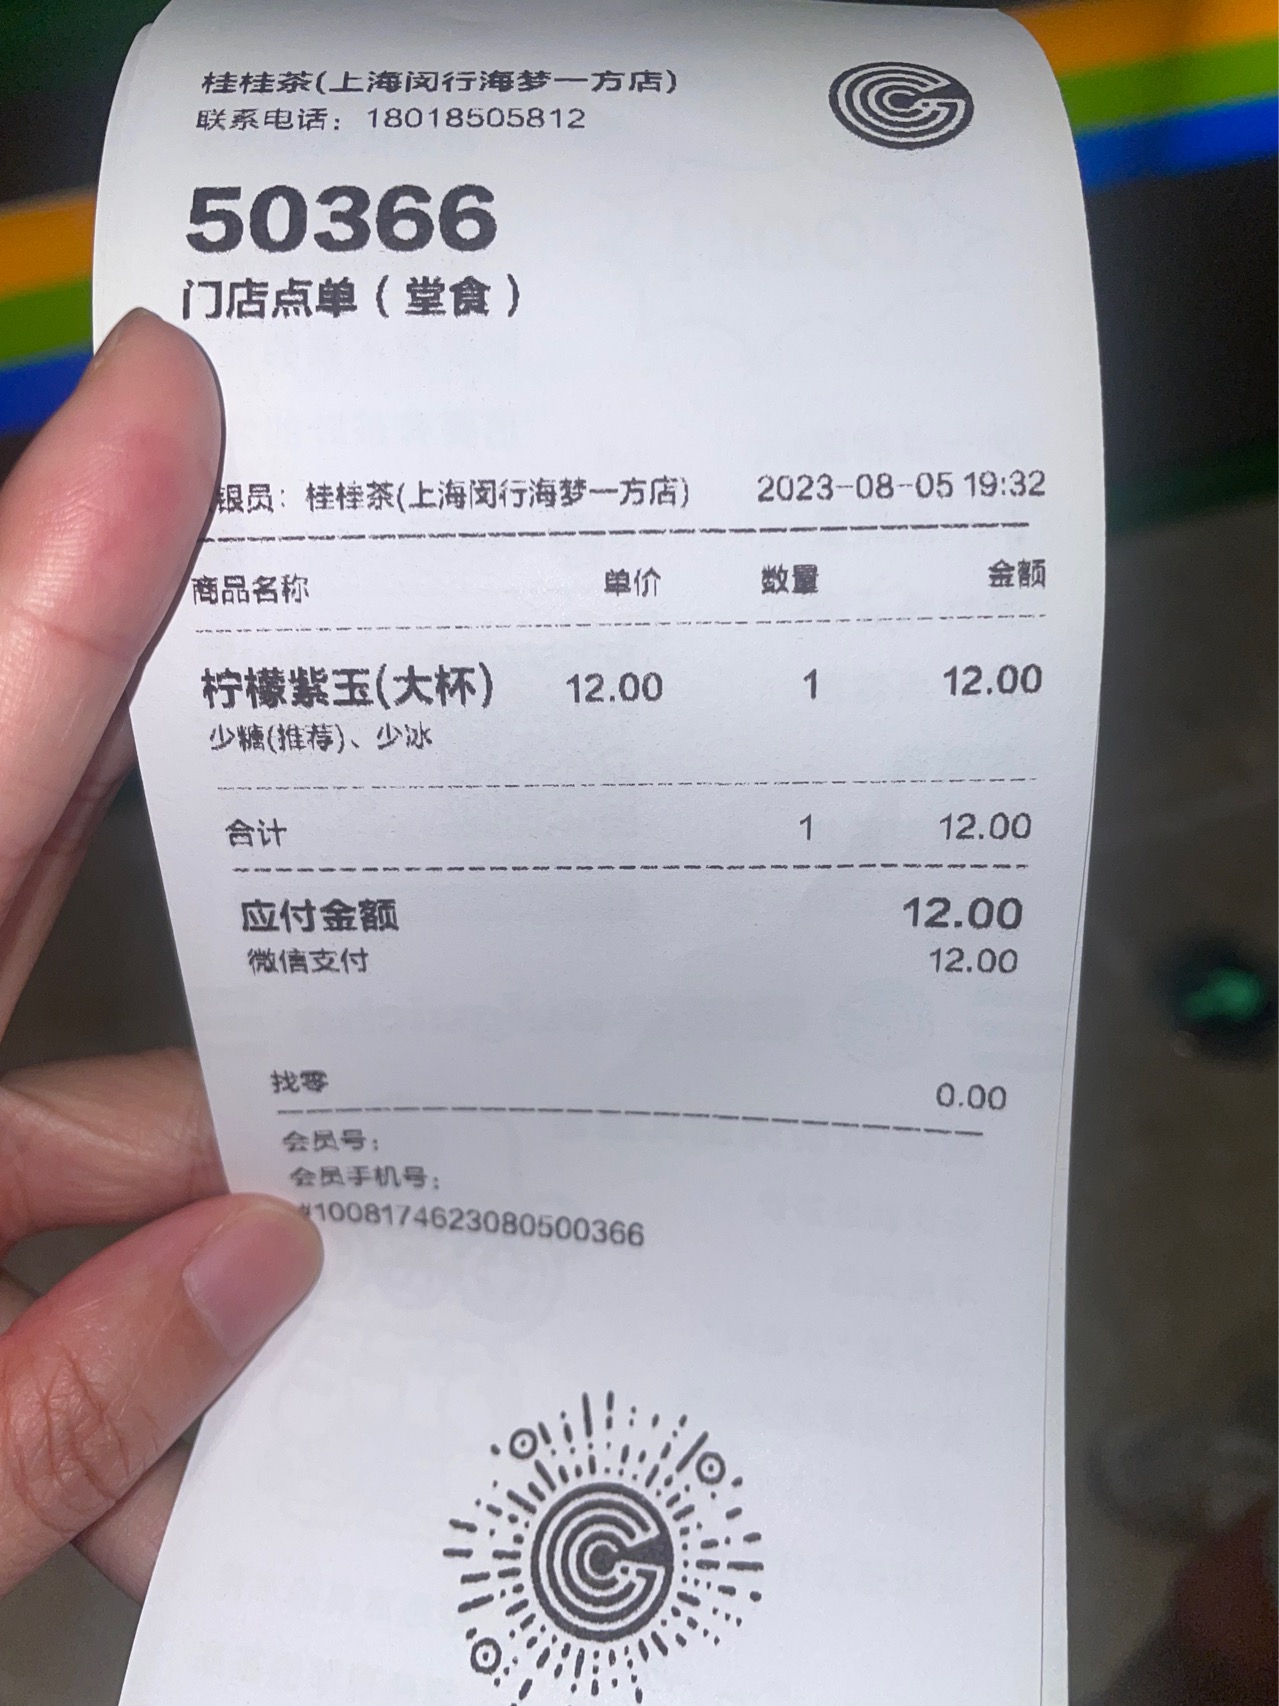 桂桂茶(上海闵行海梦一方店)
联系电话：18018505812
50366
门店点单（堂食）
银员：桂桂茶(上海闵行海梦一方店) 2023-08-05 19:32
商品名称 单价 数量 金额
柠檬紫玉(大杯) 12.00 1 12.00
少糖(推荐)、少冰
合计 1 12.00
应付金额 12.00
微信支付 12.00
找零 0.00
会员号：
会员手机号：
#1008174623080500366